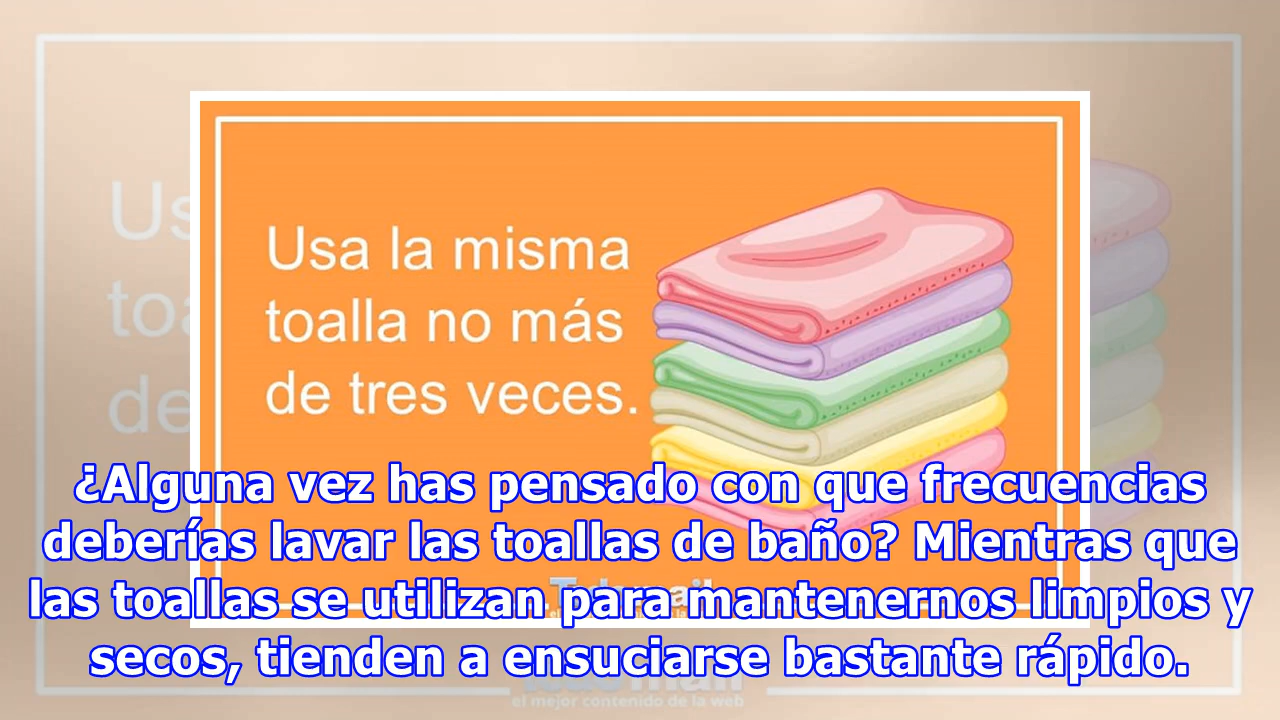 Usa la misma
toalla no más
de tres veces.
¿Alguna vez has pensado con que frecuencias
deberías lavar las toallas de baño? Mientras que
las toallas se utilizan para mantenernos limpios y
secos, tienden a ensuciarse bastante rápido.
el mejor contenido de la web